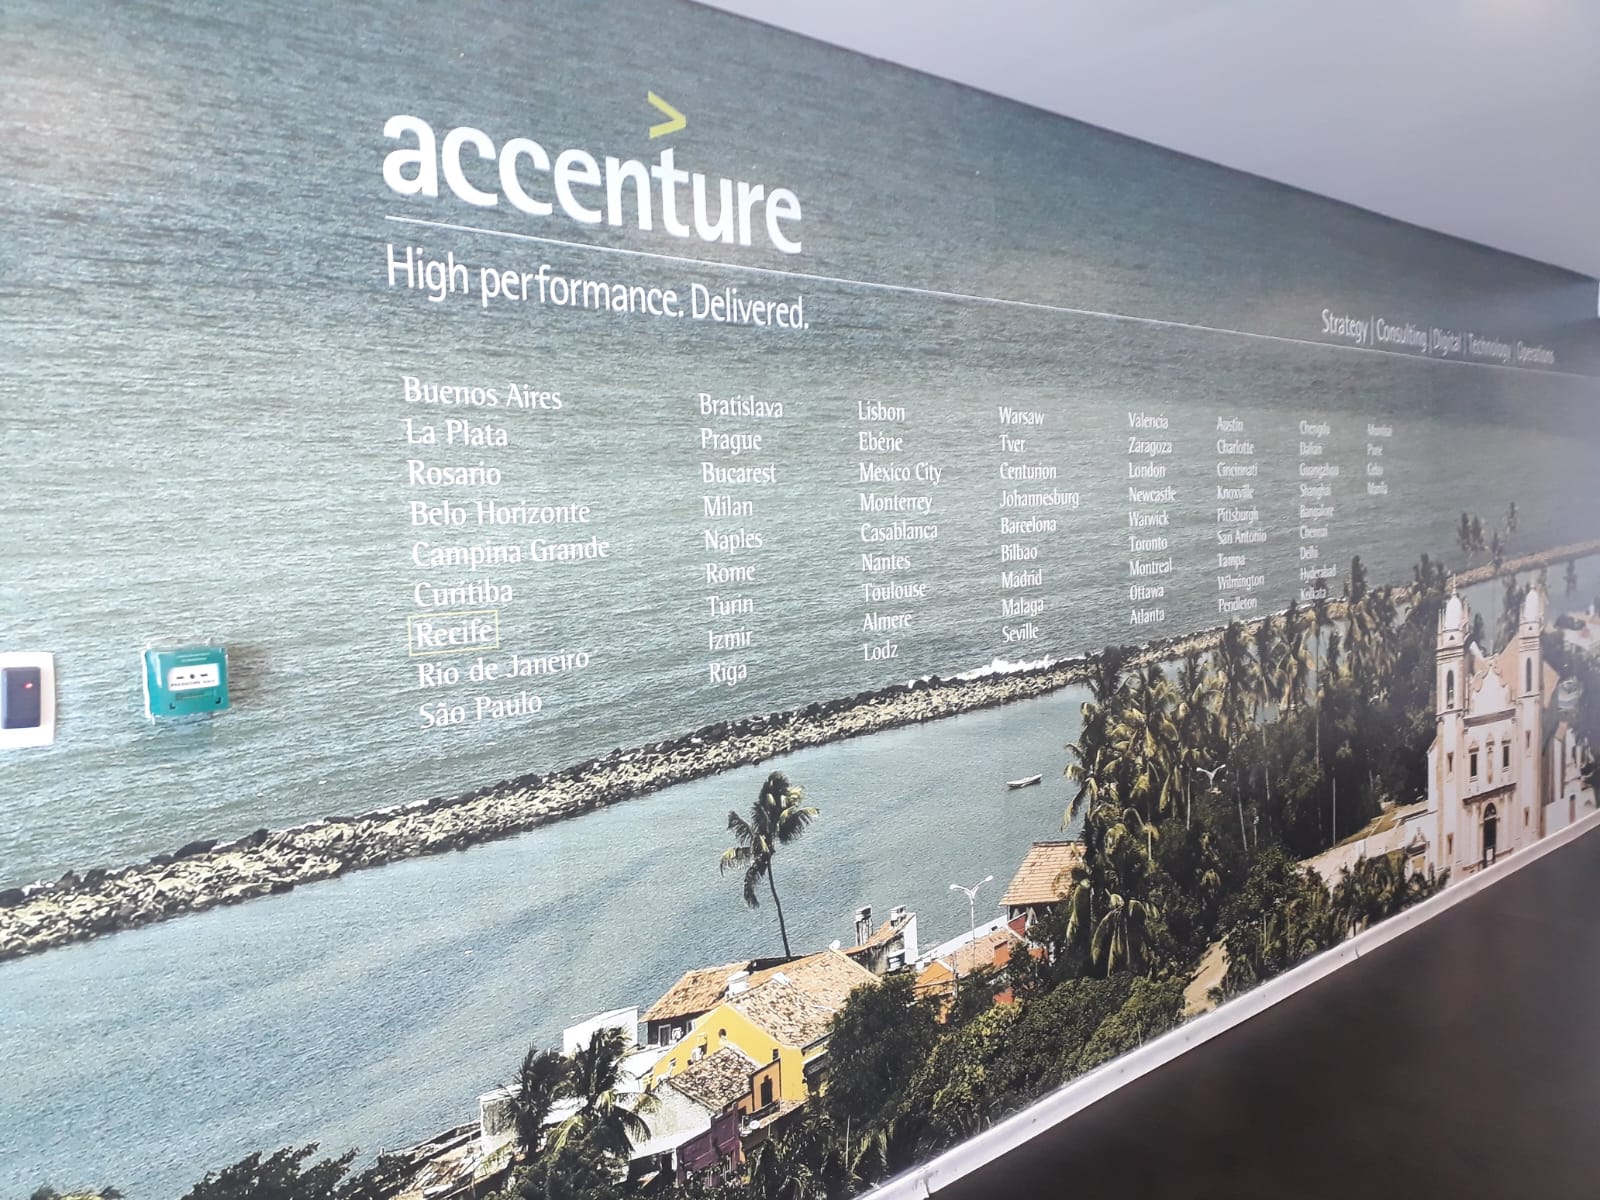 accenture
High performance. Delivered.
Strategy | Consulting | Digital | Technology | Operations
Buenos Aires
La Plata
Rosario
Belo Horizonte
Campina Grande
Curitiba
Recife
Rio de Janeiro
São Paulo
Bratislava
Prague
Bucarest
Milan
Naples
Rome
Turin
Izmir
Riga
Lisbon
Ebène
México City
Monterrey
Casablanca
Nantes
Toulouse
Almere
Lodz
Warsaw
Tver
Centurion
Johannesburg
Barcelona
Bilbao
Madrid
Malaga
Seville
Valencia
Zaragoza
London
Newcastle
Warwick
Toronto
Montreal
Ottawa
Atlanta
Austin
Charlotte
Cincinnati
Knoxville
Pittsburgh
San Antonio
Tampa
Wilmington
Pendleton
Chengdu
Dalian
Guangzhou
Shanghai
Bangalore
Chennai
Delhi
Hyderabad
Kolkata
Mumbai
Pune
Cebu
Manila